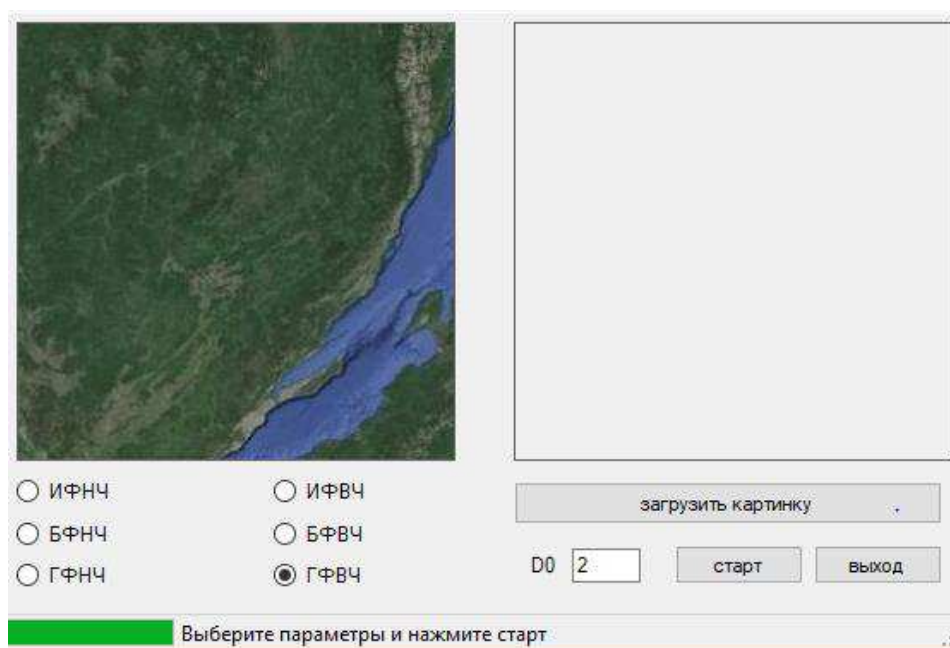 ИФНЧ ИФВЧ
загрузить картинку
БФНЧ БФВЧ
D0 2 старт выход
ГФНЧ ГФВЧ
Выберите параметры и нажмите старт